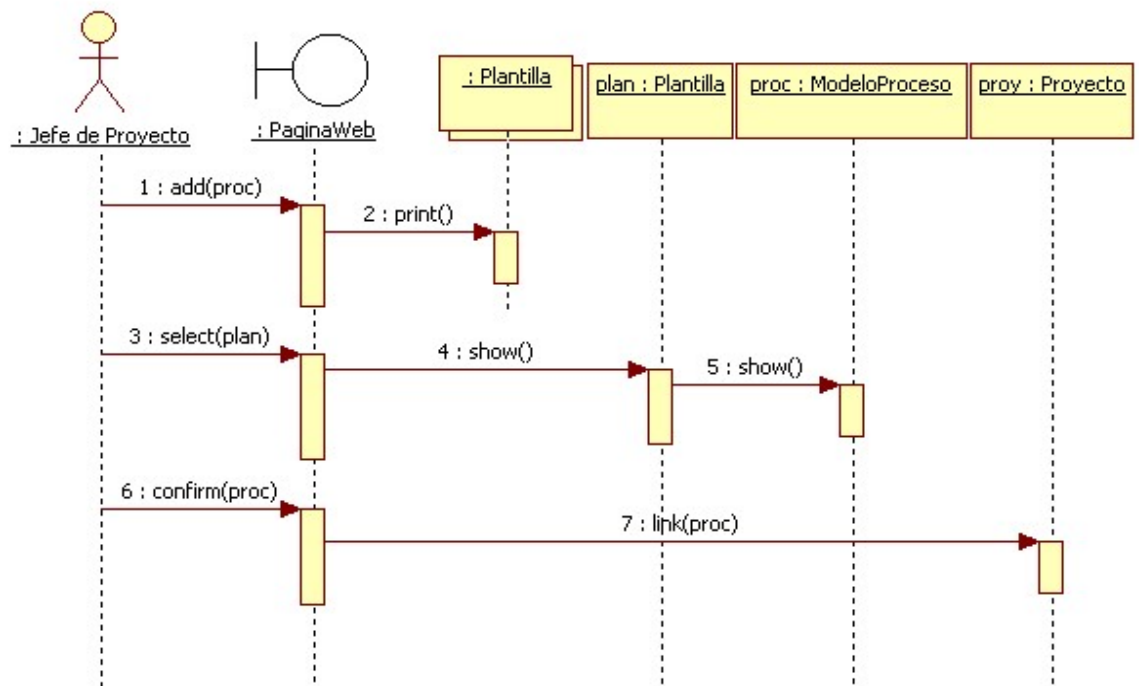 : Jefe de Proyecto
: PaginaWeb
: Plantilla
plan : Plantilla
proc : ModeloProceso
proy : Proyecto
1 : add(proc)
2 : print()
3 : select(plan)
4 : show()
5 : show()
6 : confirm(proc)
7 : link(proc)